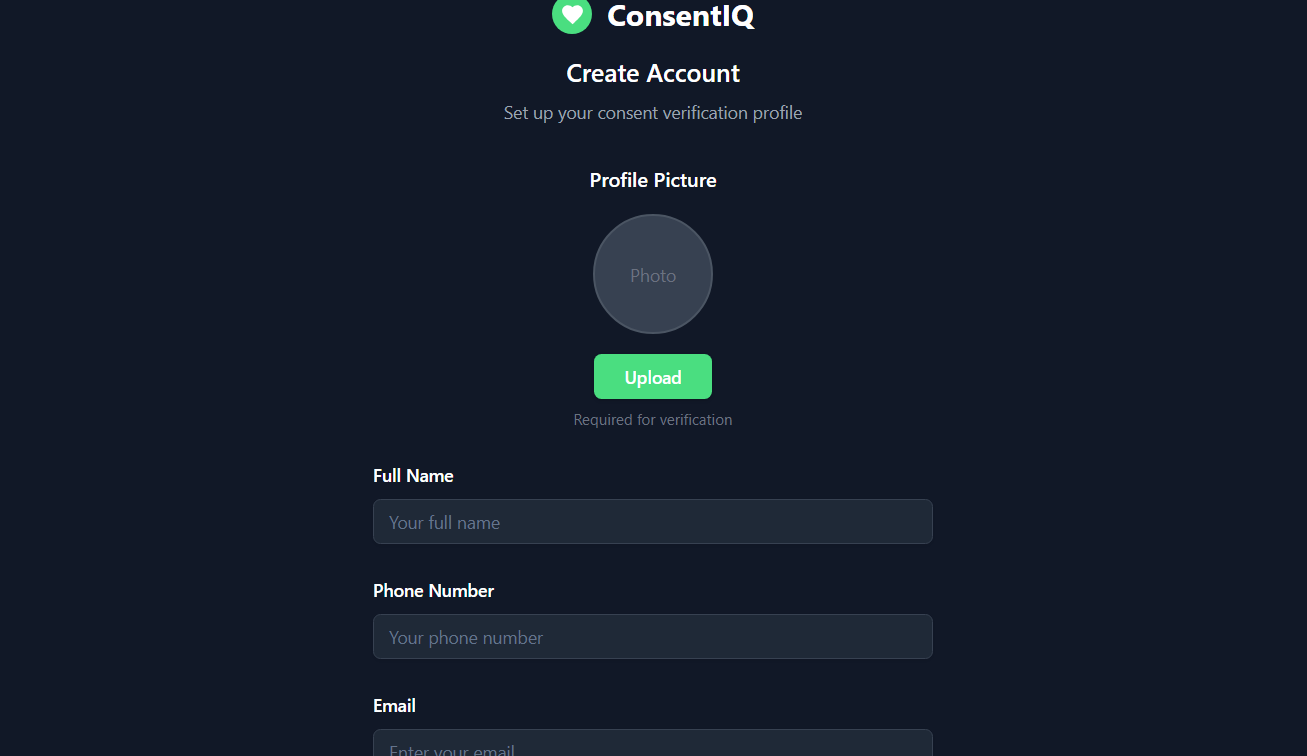 ConsentIQ
Create Account
Set up your consent verification profile
Profile Picture
Photo
Upload
Required for verification
Full Name
Your full name
Phone Number
Your phone number
Email
Enter your email